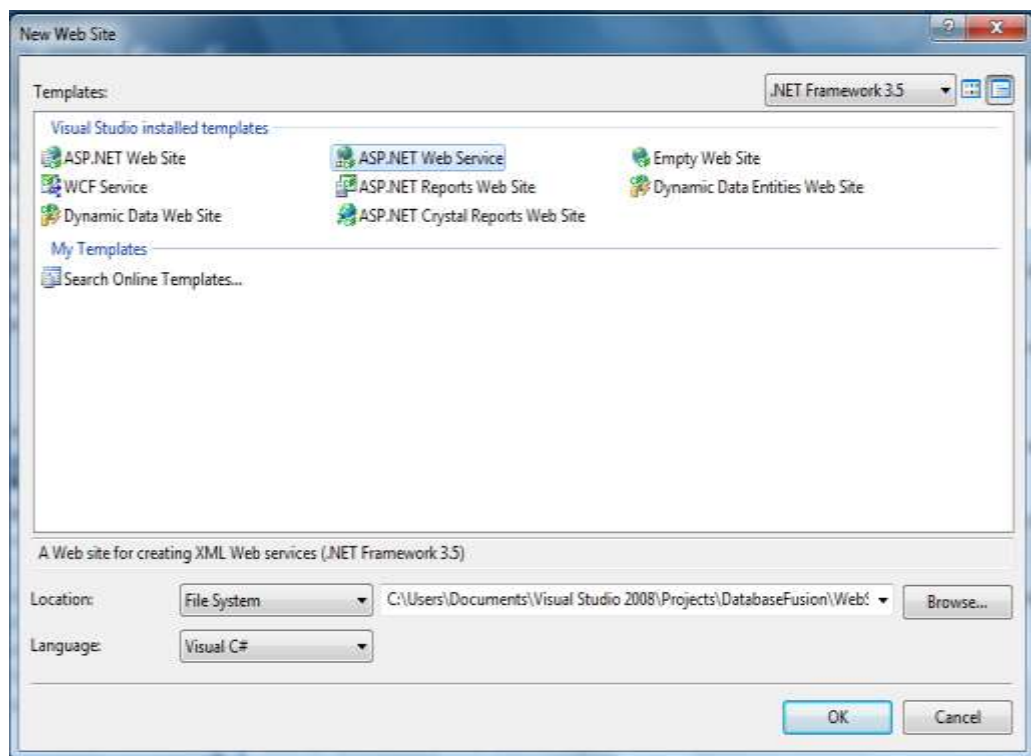 New Web Site
Templates:
.NET Framework 3.5
Visual Studio installed templates
ASP.NET Web Site
ASP.NET Web Service
Empty Web Site
WCF Service
ASP.NET Reports Web Site
Dynamic Data Entities Web Site
Dynamic Data Web Site
ASP.NET Crystal Reports Web Site
My Templates
Search Online Templates...
A Web site for creating XML Web services (.NET Framework 3.5)
Location:
File System
C:\Users\Documents\Visual Studio 2008\Projects\DatabaseFusion\WebS
Browse...
Language:
Visual C#
OK
Cancel